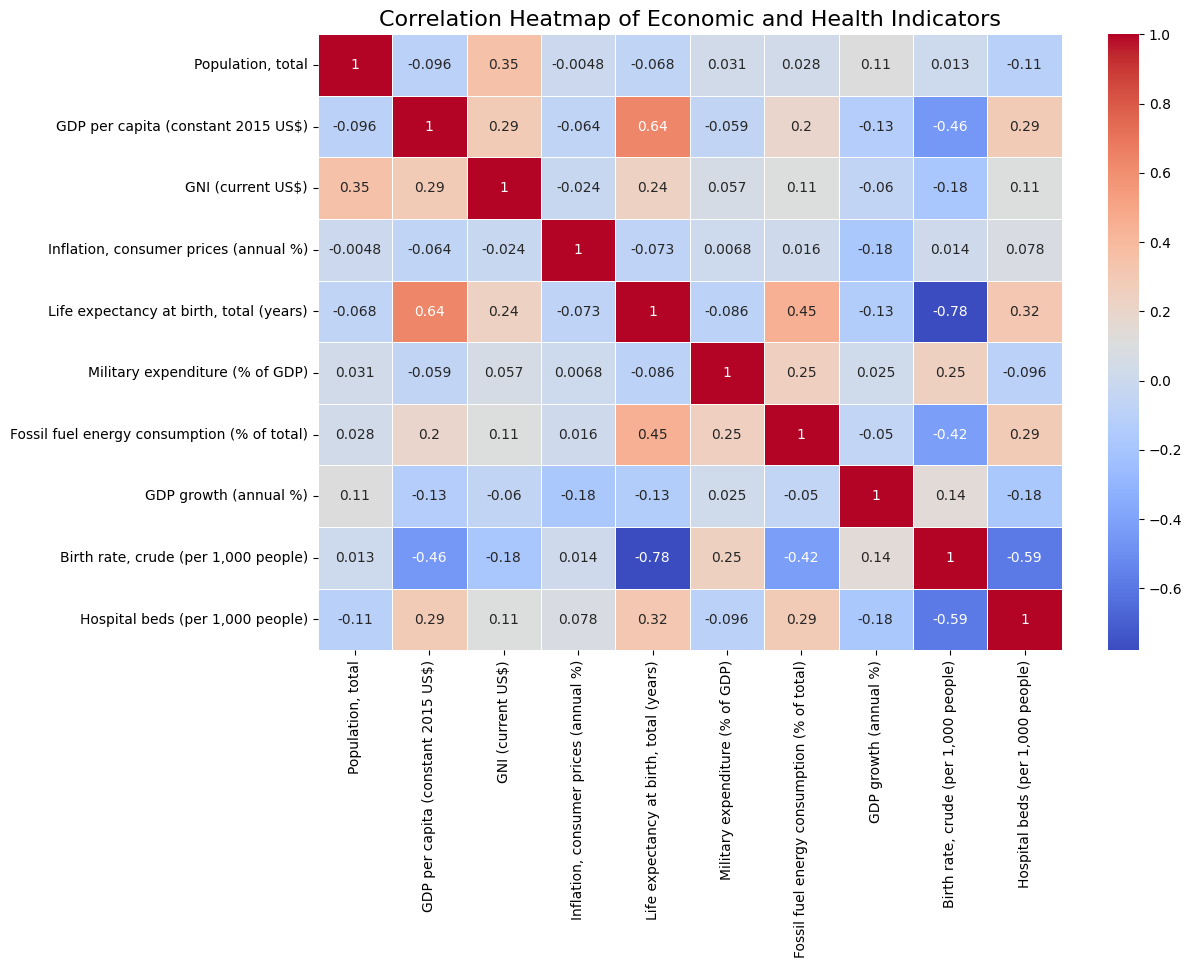 Correlation Heatmap of Economic and Health Indicators
Population, total 1 -0.096 0.35 -0.0048 -0.068 0.031 0.028 0.11 0.013 -0.11
GDP per capita (constant 2015 US$) -0.096 1 0.29 -0.064 0.64 -0.059 0.2 -0.13 -0.46 0.29
GNI (current US$) 0.35 0.29 1 -0.024 0.24 0.057 0.11 -0.06 -0.18 0.11
Inflation, consumer prices (annual %) -0.0048 -0.064 -0.024 1 -0.073 0.0068 0.016 -0.18 0.014 0.078
Life expectancy at birth, total (years) -0.068 0.64 0.24 -0.073 1 -0.086 0.45 -0.13 -0.78 0.32
Military expenditure (% of GDP) 0.031 -0.059 0.057 0.0068 -0.086 1 0.25 0.025 0.25 -0.096
Fossil fuel energy consumption (% of total) 0.028 0.2 0.11 0.016 0.45 0.25 1 -0.05 -0.42 0.29
GDP growth (annual %) 0.11 -0.13 -0.06 -0.18 -0.13 0.025 -0.05 1 0.14 -0.18
Birth rate, crude (per 1,000 people) 0.013 -0.46 -0.18 0.014 -0.78 0.25 -0.42 0.14 1 -0.59
Hospital beds (per 1,000 people) -0.11 0.29 0.11 0.078 0.32 -0.096 0.29 -0.18 -0.59 1
Population, total
GDP per capita (constant 2015 US$)
GNI (current US$)
Inflation, consumer prices (annual %)
Life expectancy at birth, total (years)
Military expenditure (% of GDP)
Fossil fuel energy consumption (% of total)
GDP growth (annual %)
Birth rate, crude (per 1,000 people)
Hospital beds (per 1,000 people)
1.0
0.8
0.6
0.4
0.2
0.0
−0.2
−0.4
−0.6